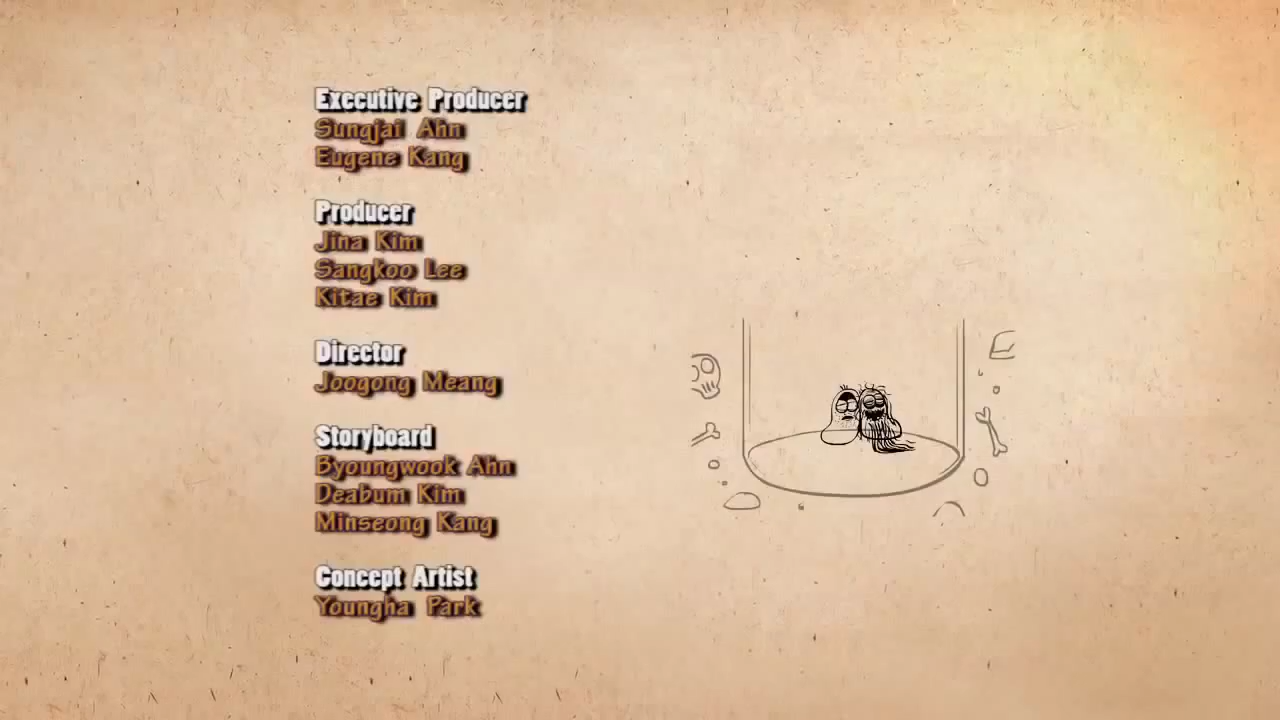 Executive Producer
Sungjai Ahn
Eugene Kang
Producer
Jina Kim
Sangkoo Lee
Kitae Kim
Director
Joogong Meang
Storyboard
Byoungwook Ahn
Deabum Kim
Minseong Kang
Concept Artist
Youngha Park